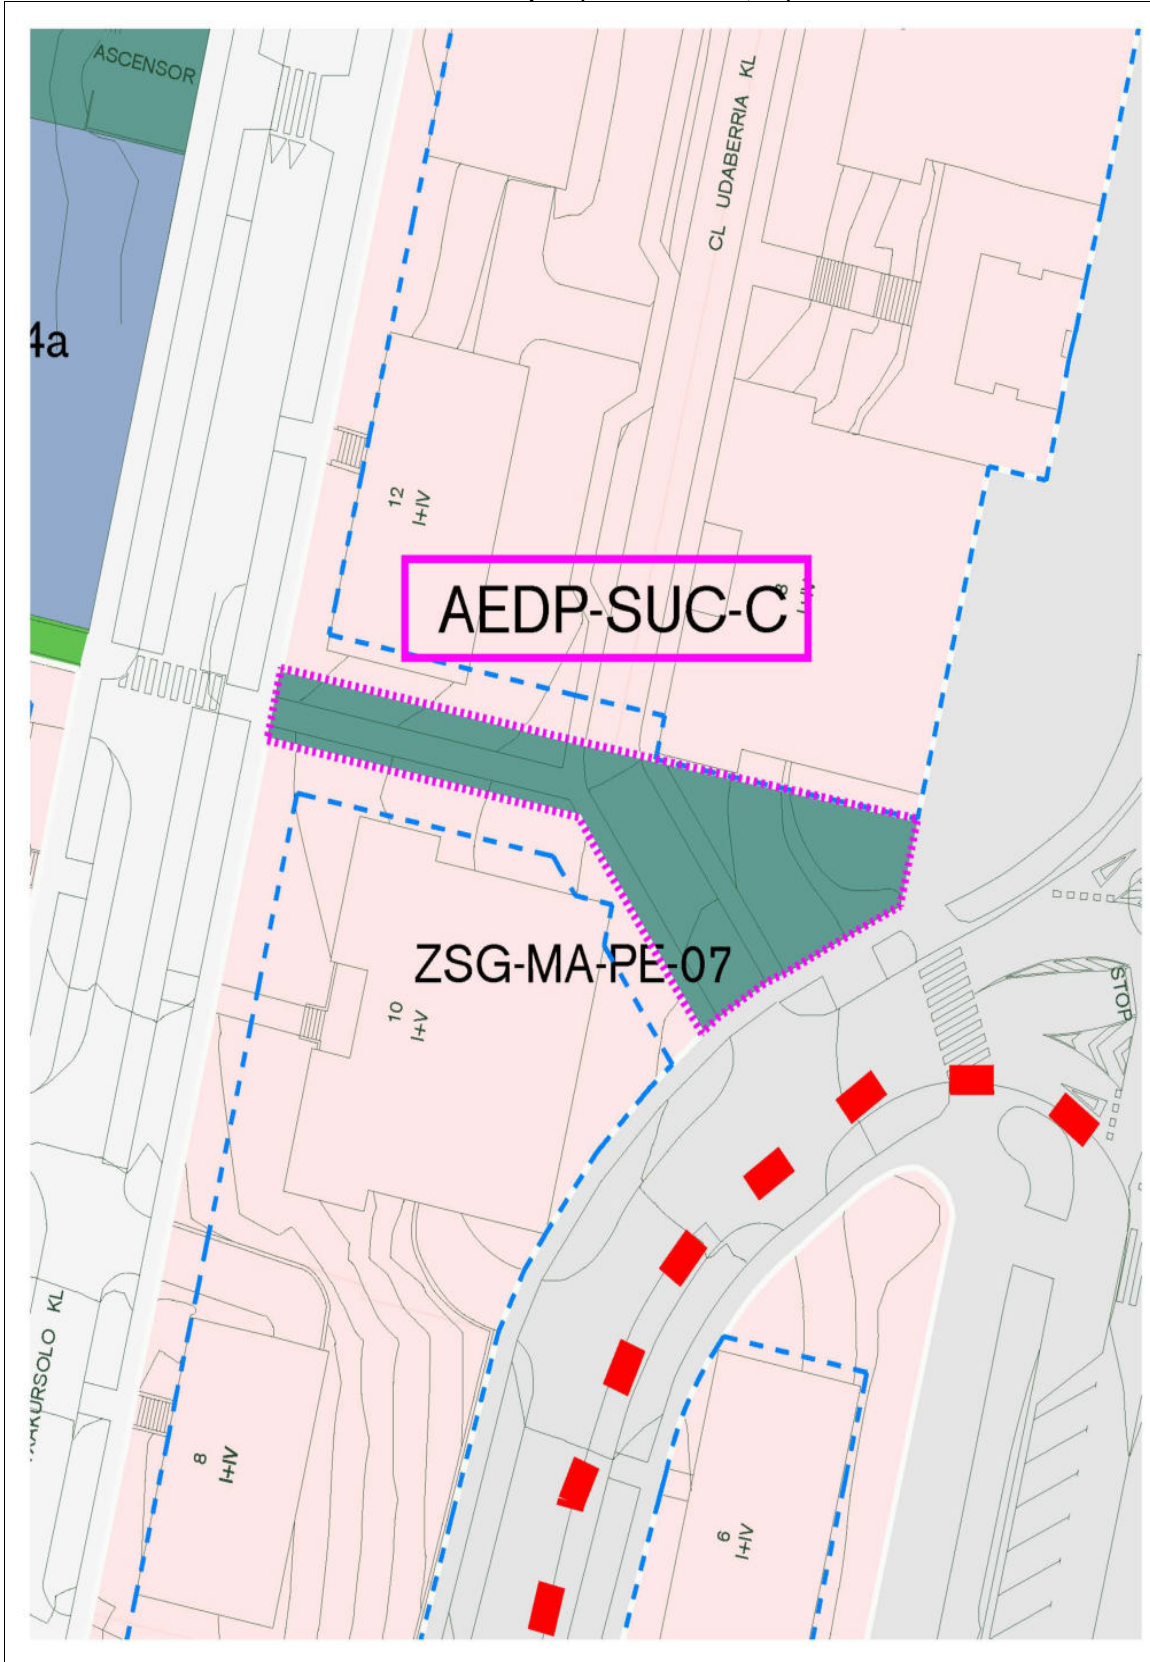 ASCENSOR
CL UDABERRIA KL
4a
12
I+IV
AEDP-SUC-C
ZSG-MA-PE-07
10
I+V
STOP
KL
8
I+IV
6
I+IV